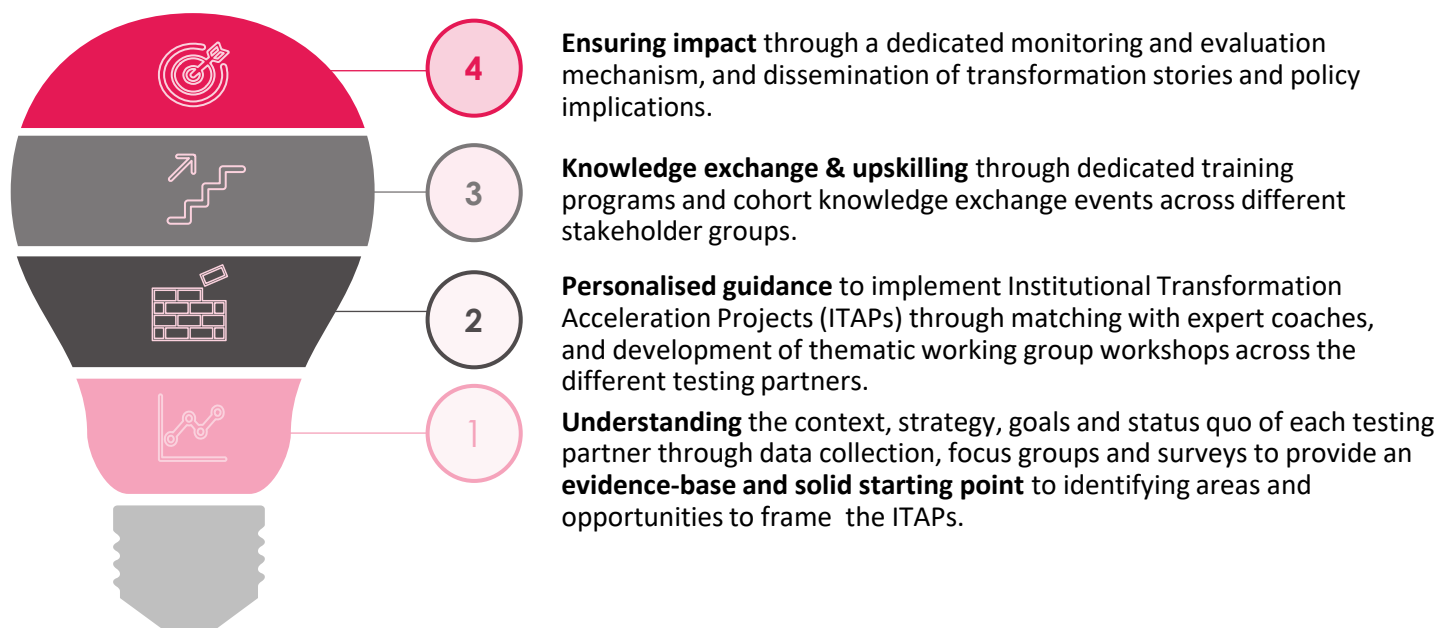 4
Ensuring impact through a dedicated monitoring and evaluation
mechanism, and dissemination of transformation stories and policy
implications.
3
Knowledge exchange & upskilling through dedicated training
programs and cohort knowledge exchange events across different
stakeholder groups.
2
Personalised guidance to implement Institutional Transformation
Acceleration Projects (ITAPs) through matching with expert coaches,
and development of thematic working group workshops across the
different testing partners.
1
Understanding the context, strategy, goals and status quo of each testing
partner through data collection, focus groups and surveys to provide an
evidence-base and solid starting point to identifying areas and
opportunities to frame  the ITAPs.